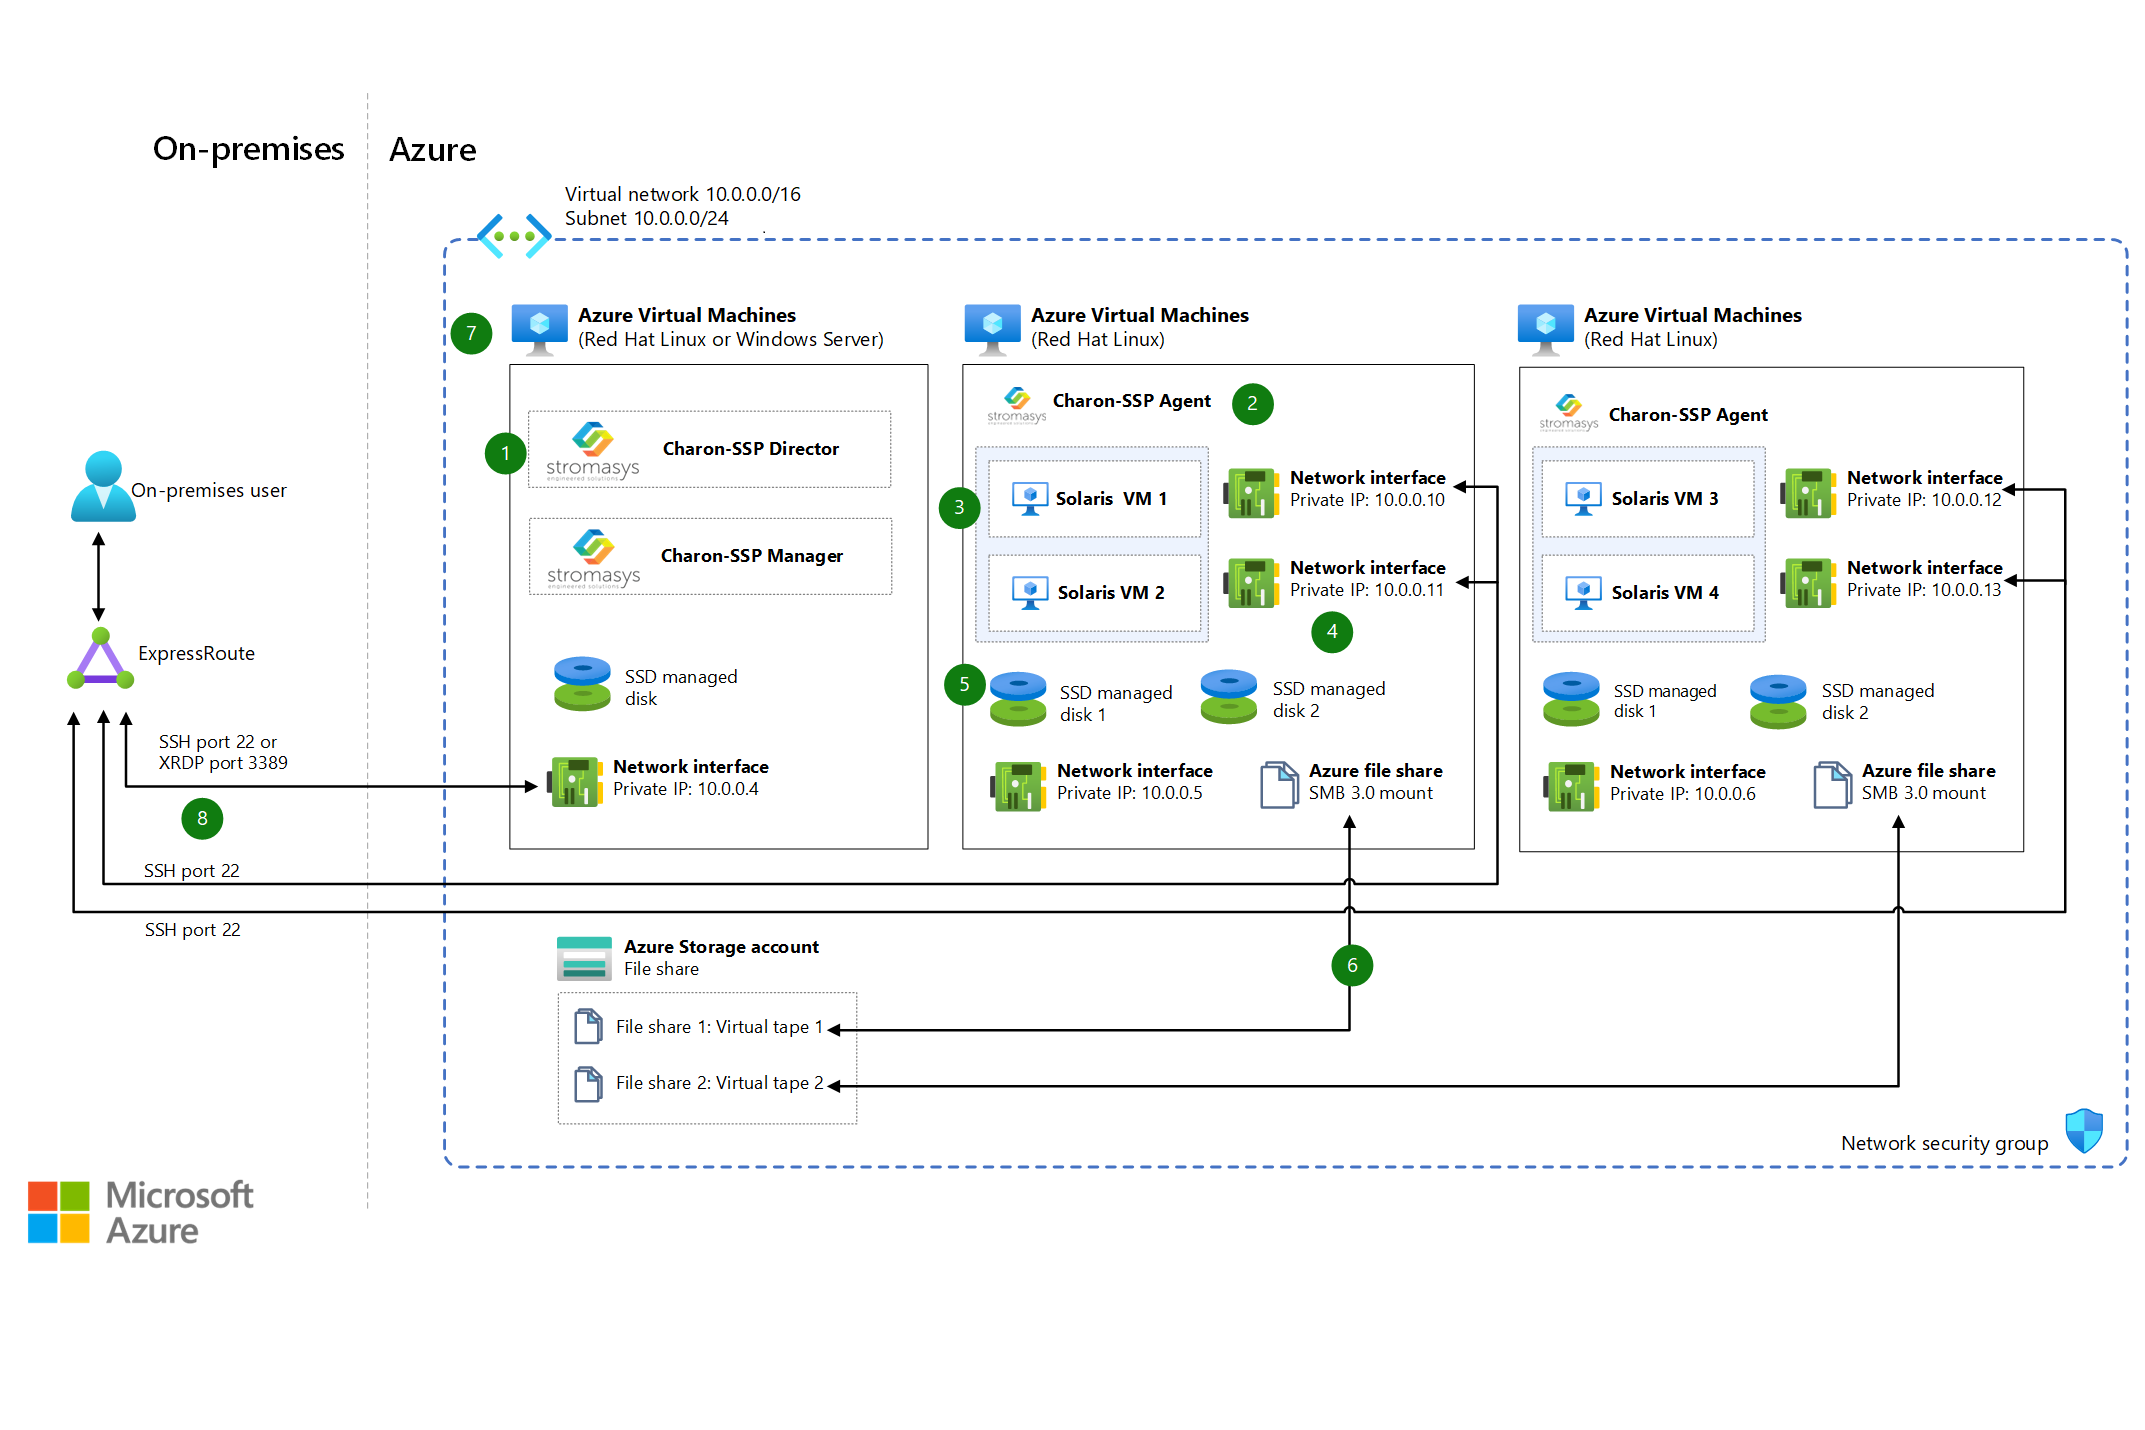 On-premises
Azure
Virtual network 10.0.0.0/16
Subnet 10.0.0.0/24
.
7
Azure Virtual Machines
(Red Hat Linux or Windows Server)
1
stromasys
engineered solutions
Charon-SSP Director
stromasys
engineered solutions
Charon-SSP Manager
SSD managed
disk
Network interface
Private IP: 10.0.0.4
Azure Virtual Machines
(Red Hat Linux)
stromasys
engineered solutions
Charon-SSP Agent
2
3
Solaris VM 1
Solaris VM 2
Network interface
Private IP: 10.0.0.10
Network interface
Private IP: 10.0.0.11
4
5
SSD managed
disk 1
SSD managed
disk 2
Network interface
Private IP: 10.0.0.5
Azure file share
SMB 3.0 mount
Azure Virtual Machines
(Red Hat Linux)
stromasys
engineered solutions
Charon-SSP Agent
Solaris VM 3
Solaris VM 4
Network interface
Private IP: 10.0.0.12
Network interface
Private IP: 10.0.0.13
SSD managed
disk 1
SSD managed
disk 2
Network interface
Private IP: 10.0.0.6
Azure file share
SMB 3.0 mount
On-premises user
ExpressRoute
SSH port 22 or
XRDP port 3389
8
SSH port 22
SSH port 22
Azure Storage account
File share
6
File share 1: Virtual tape 1
File share 2: Virtual tape 2
Network security group
Microsoft
Azure